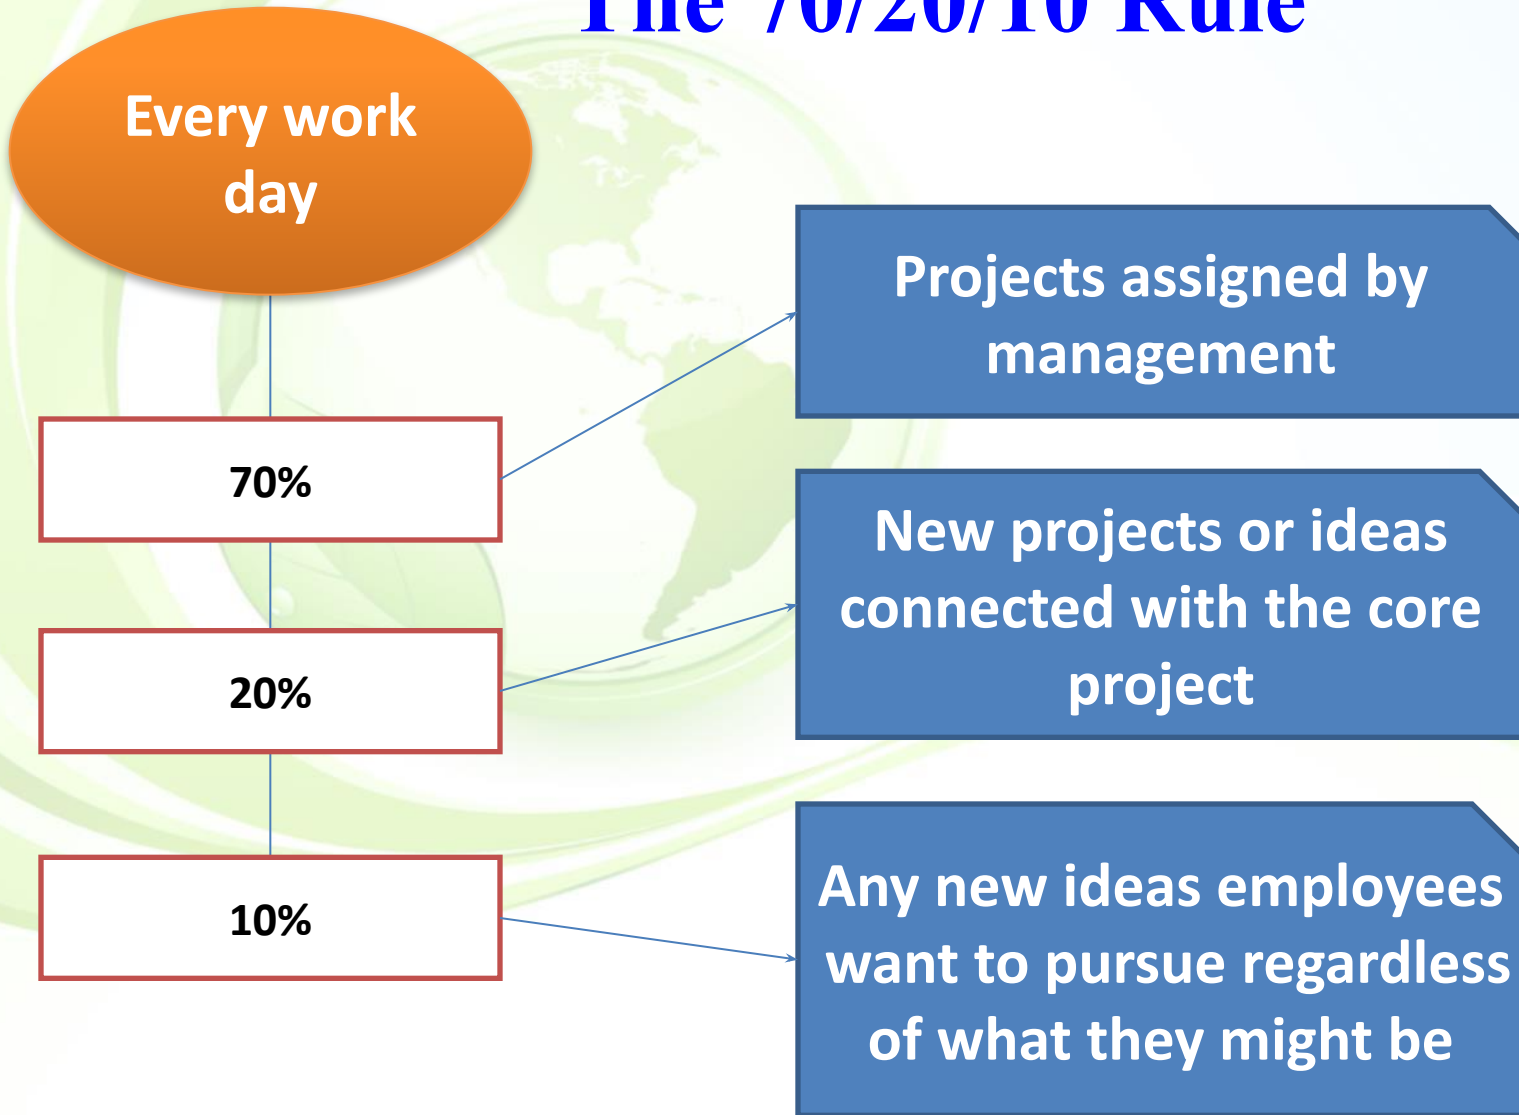 The 70/20/10 Rule
Every work
day
Projects assigned by
management
70%
New projects or ideas
connected with the core
project
20%
Any new ideas employees
want to pursue regardless
of what they might be
10%